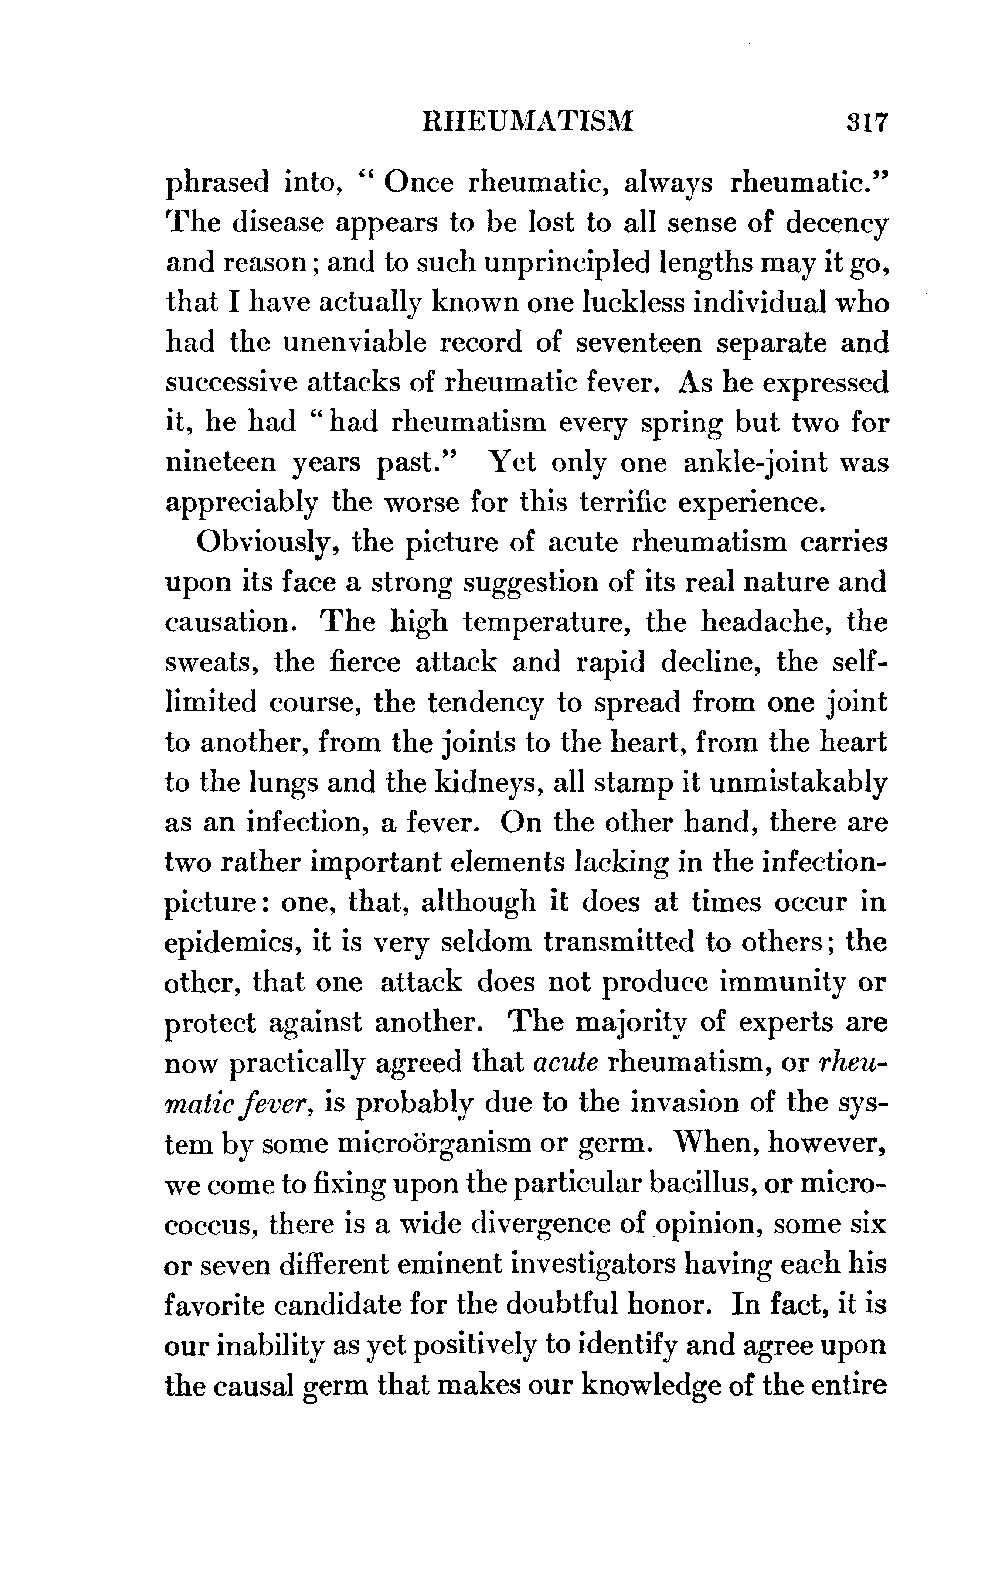 RHEUMATISM 317
phrased into, “ Once rheumatic, always rheumatic.”
The disease appears to be lost to all sense of decency
and reason ; and to such unprincipled lengths may it go,
that I have actually known one luckless individual who
had the unenviable record of seventeen separate and
successive attacks of rheumatic fever. As he expressed
it, he had “had rheumatism every spring but two for
nineteen years past.” Yet only one ankle-joint was
appreciably the worse for this terrific experience.
Obviously, the picture of acute rheumatism carries
upon its face a strong suggestion of its real nature and
causation. The high temperature, the headache, the
sweats, the fierce attack and rapid decline, the self-
limited course, the tendency to spread from one joint
to another, from the joints to the heart, from the heart
to the lungs and the kidneys, all stamp it unmistakably
as an infection, a fever. On the other hand, there are
two rather important elements lacking in the infection-
picture: one, that, although it does at times occur in
epidemics, it is very seldom transmitted to others; the
other, that one attack does not produce immunity or
protect against another. The majority of experts are
now practically agreed that acute rheumatism, or rheu-
matic fever, is probably due to the invasion of the sys-
tem by some microörganism or germ. When, however,
we come to fixing upon the particular bacillus, or micro-
coccus, there is a wide divergence of opinion, some six
or seven different eminent investigators having each his
favorite candidate for the doubtful honor. In fact, it is
our inability as yet positively to identify and agree upon
the causal germ that makes our knowledge of the entire